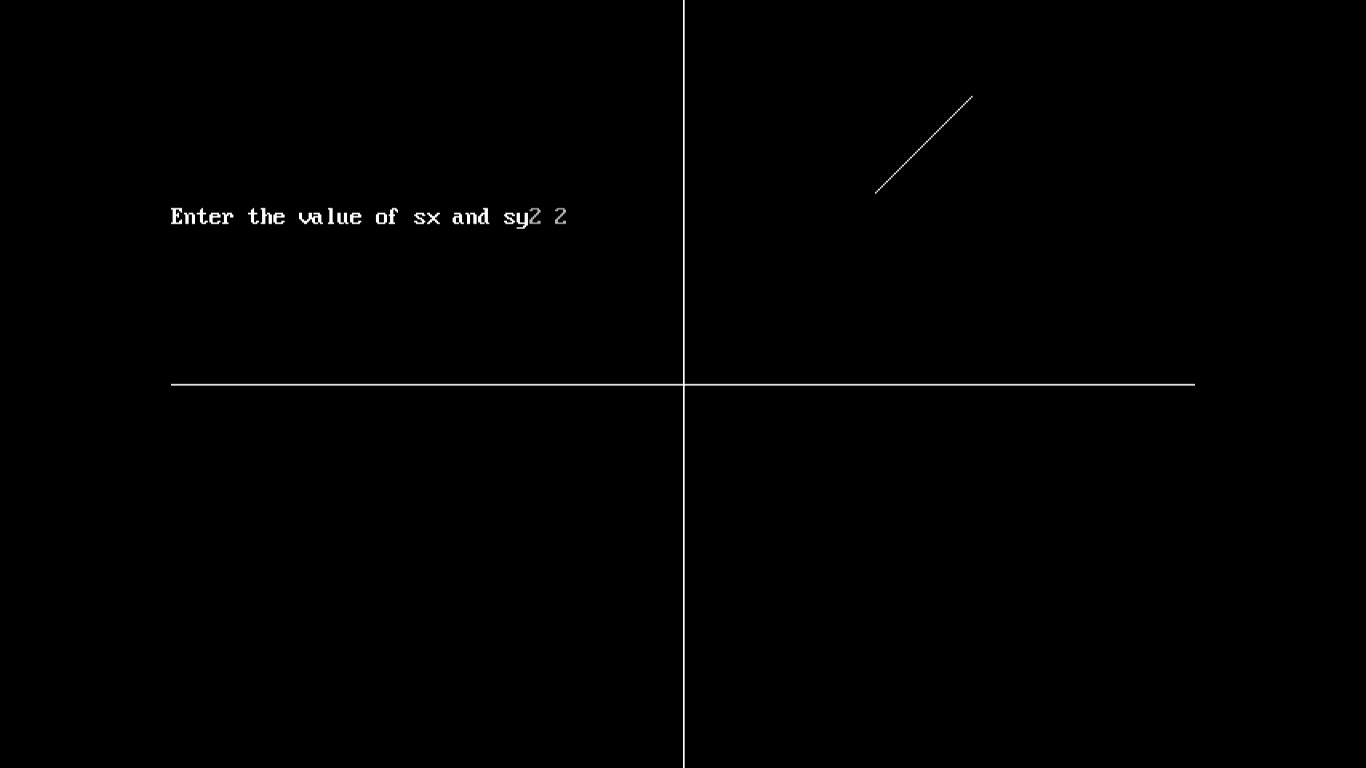 Enter the value of sx and sy2 2